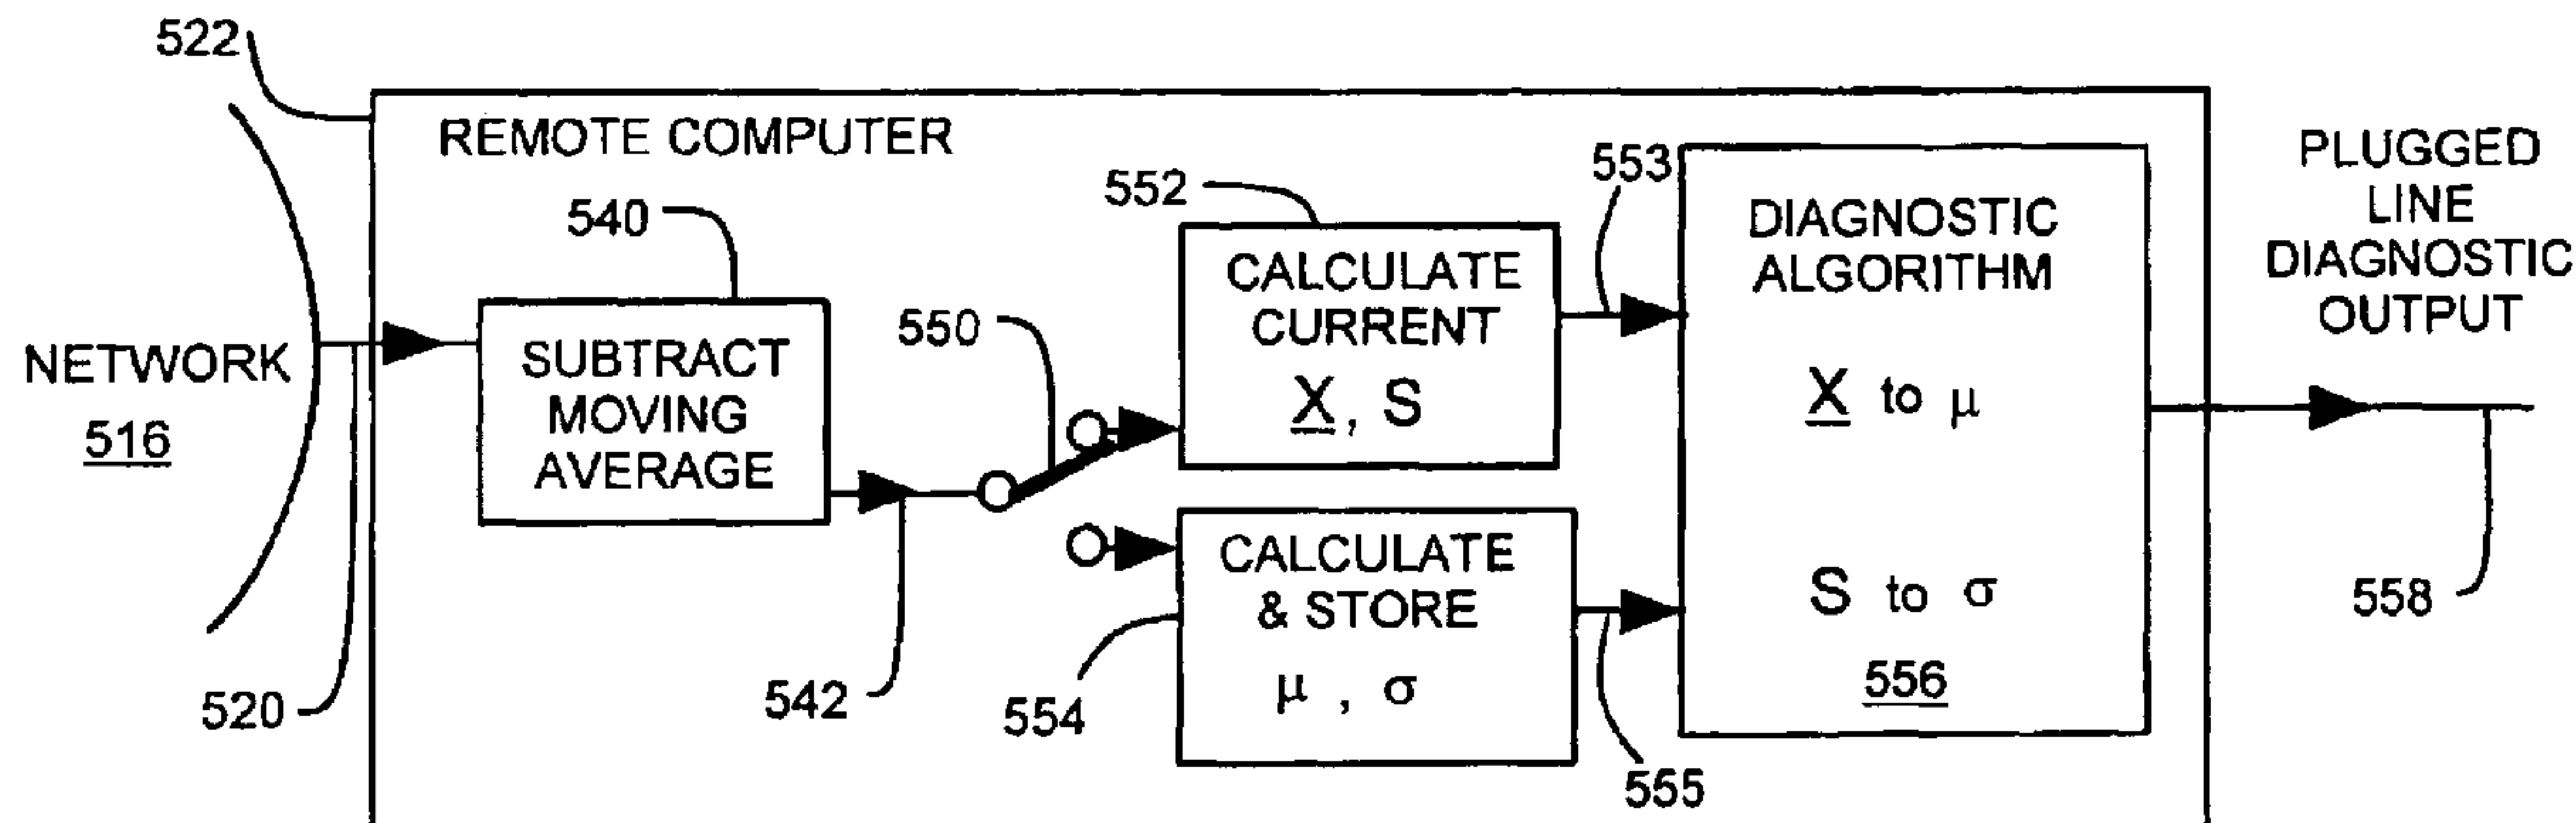 522
REMOTE COMPUTER
540
552
553
PLUGGED
LINE
DIAGNOSTIC
OUTPUT
NETWORK
516
520
SUBTRACT
MOVING
AVERAGE
542
550
CALCULATE
CURRENT
X, S
554
CALCULATE
& STORE
μ , σ
555
DIAGNOSTIC
ALGORITHM
X to μ
S to σ
556
558